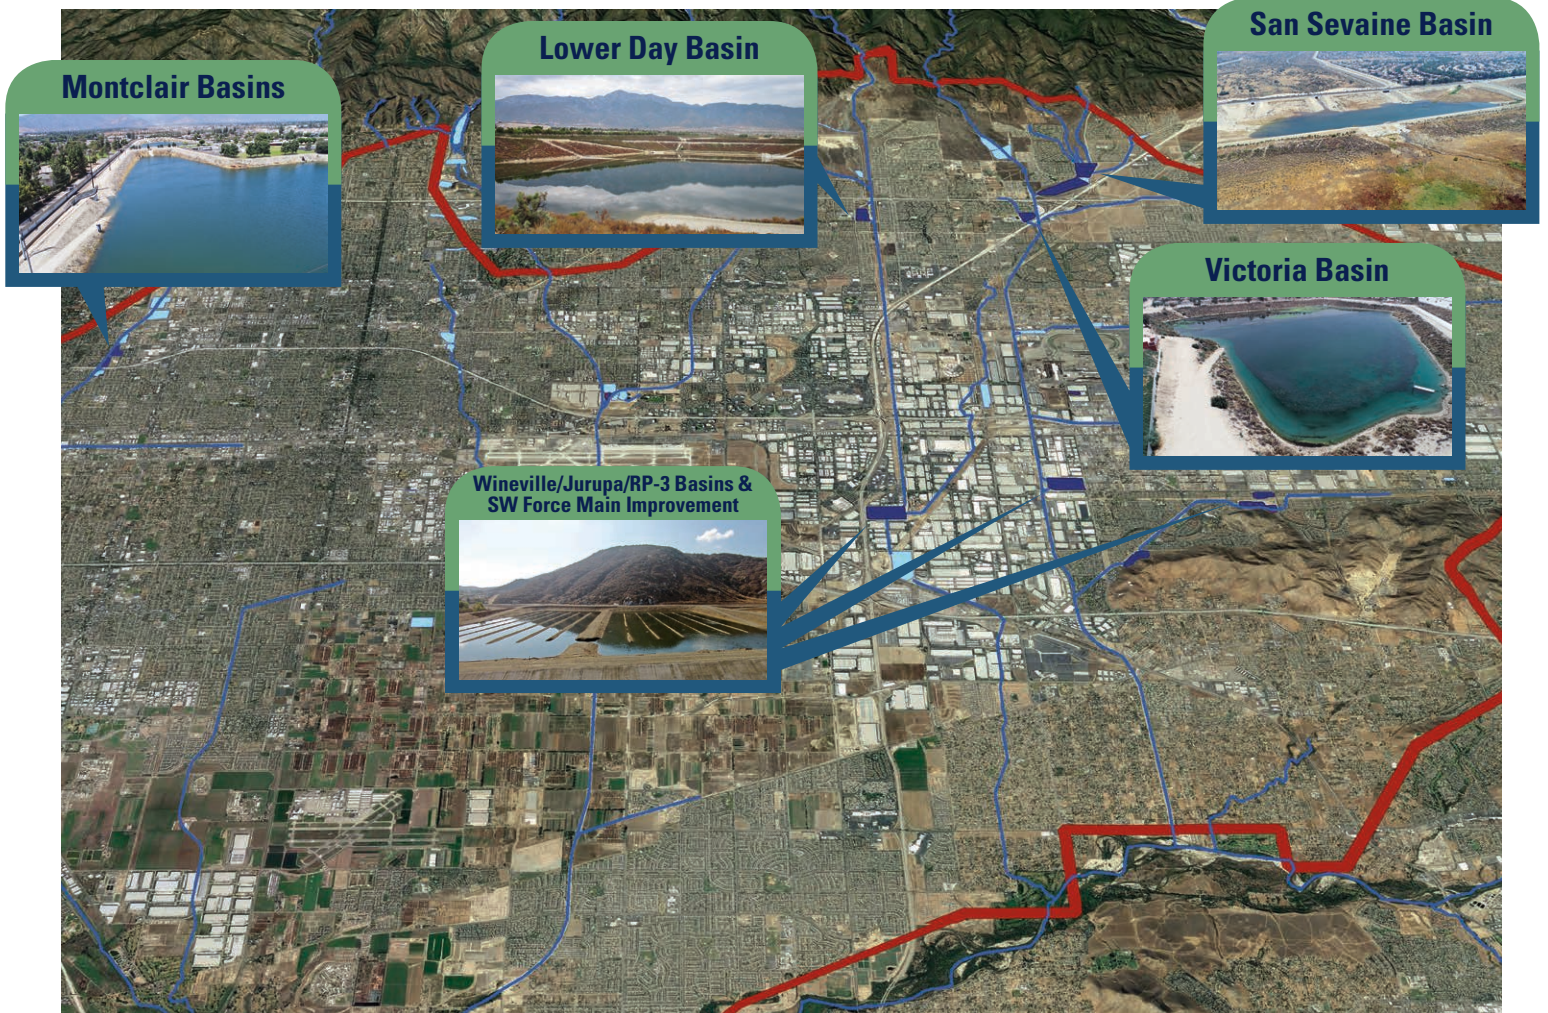 Montclair Basins
Lower Day Basin
San Sevaine Basin
Victoria Basin
Wineville/Jurupa/RP-3 Basins &
SW Force Main Improvement